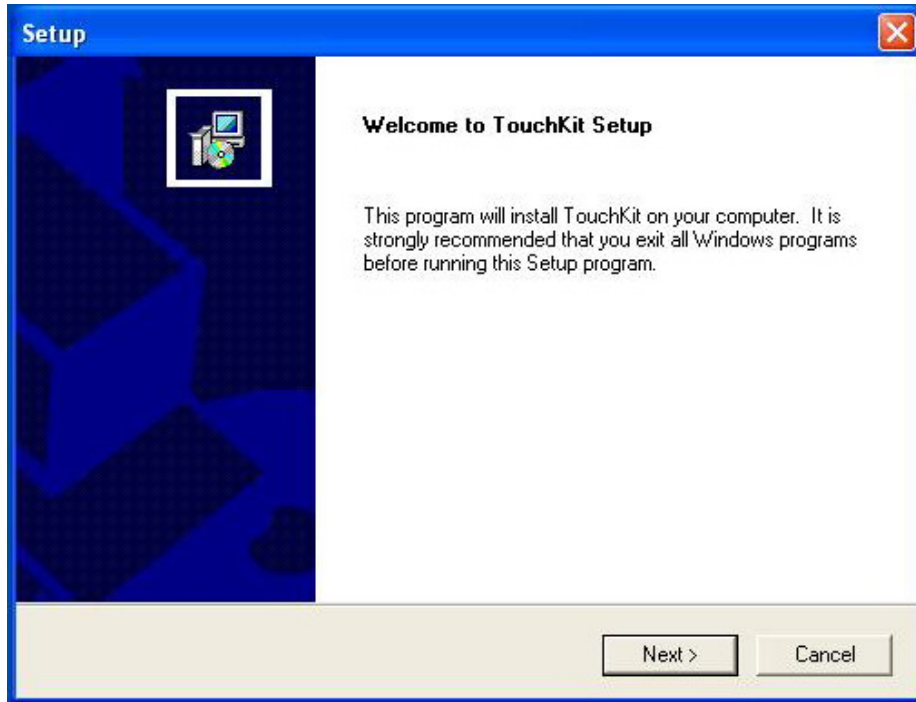 Setup
Welcome to TouchKit Setup
This program will install TouchKit on your computer. It is
strongly recommended that you exit all Windows programs
before running this Setup program.
Next >
Cancel